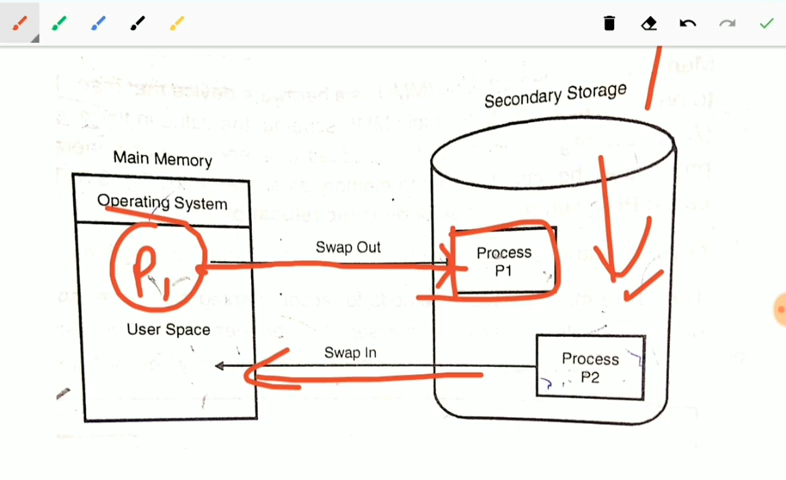 Secondary Storage
Main Memory
Operating System
P1
Swap Out
Process
P1
User Space
Swap In
Process
P2